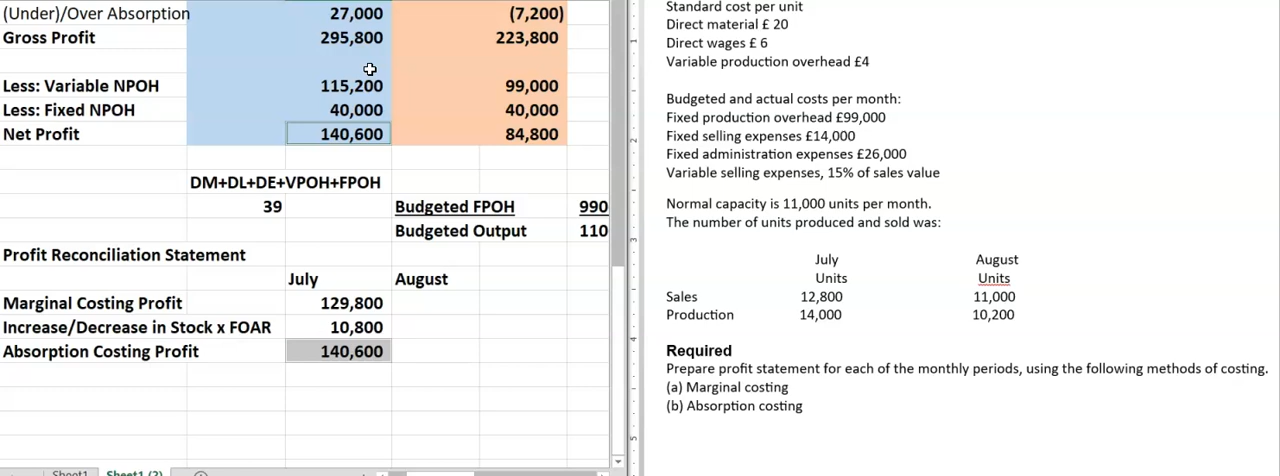 (Under)/Over Absorption 27,000 (7,200)
Gross Profit 295,800 223,800
Less: Variable NPOH 115,200 99,000
Less: Fixed NPOH 40,000 40,000
Net Profit 140,600 84,800
DM+DL+DE+VPOH+FPOH
39 Budgeted FPOH 990
Budgeted Output 110
Profit Reconciliation Statement
July August
Marginal Costing Profit 129,800
Increase/Decrease in Stock x FOAR 10,800
Absorption Costing Profit 140,600
Sheet1 Sheet1 (2)
1
2
3
4
5
Standard cost per unit
Direct material £ 20
Direct wages £ 6
Variable production overhead £4
Budgeted and actual costs per month:
Fixed production overhead £99,000
Fixed selling expenses £14,000
Fixed administration expenses £26,000
Variable selling expenses, 15% of sales value
Normal capacity is 11,000 units per month.
The number of units produced and sold was:
July August
Units Units
Sales 12,800 11,000
Production 14,000 10,200
Required
Prepare profit statement for each of the monthly periods, using the following methods of costing.
(a) Marginal costing
(b) Absorption costing